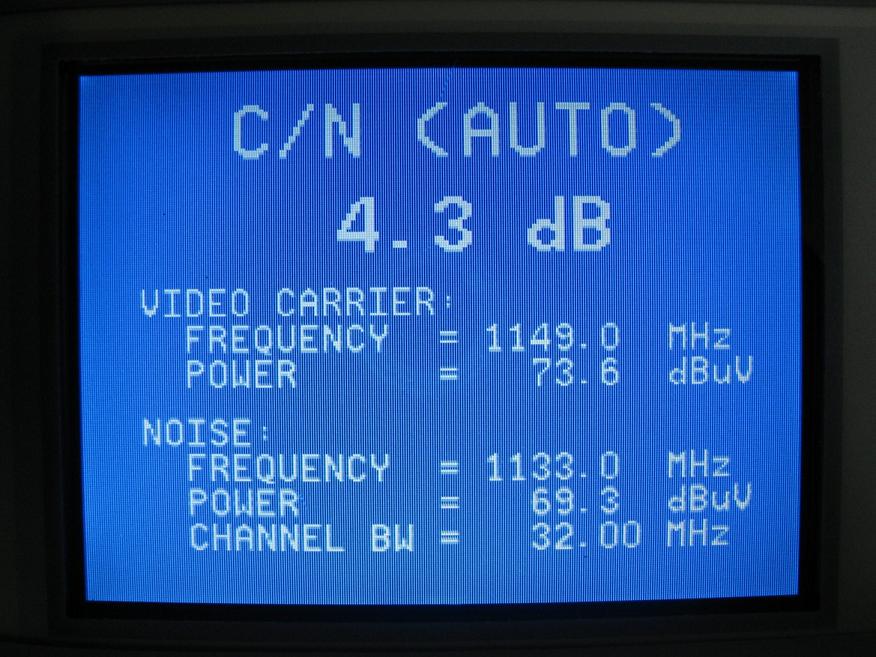 C/N (AUTO)
4.3 dB
VIDEO CARRIER:
FREQUENCY = 1149.0 MHz
POWER = 73.6 dBuV
NOISE:
FREQUENCY = 1133.0 MHz
POWER = 69.3 dBuV
CHANNEL BW = 32.00 MHz